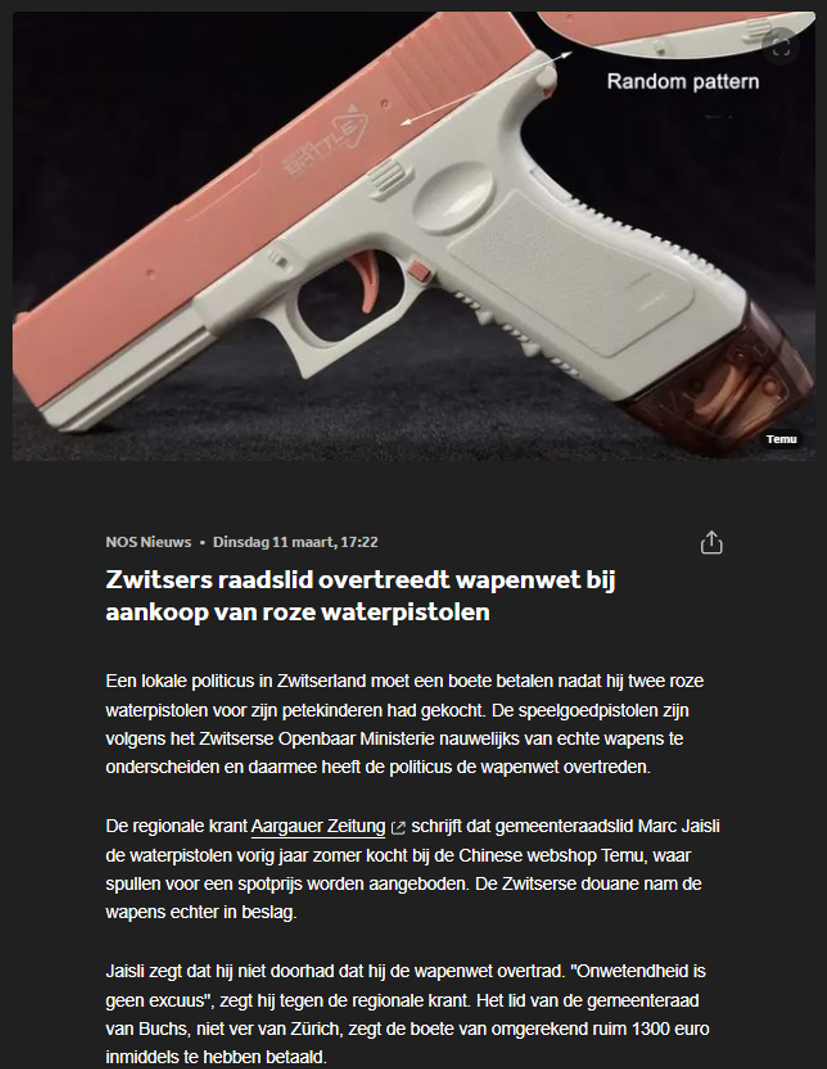 Random pattern
BATTLE
Temu
NOS Nieuws • Dinsdag 11 maart, 17:22
Zwitsers raadslid overtreedt wapenwet bij
aankoop van roze waterpistolen
Een lokale politicus in Zwitserland moet een boete betalen nadat hij twee roze
waterpistolen voor zijn petekinderen had gekocht. De speelgoedpistolen zijn
volgens het Zwitserse Openbaar Ministerie nauwelijks van echte wapens te
onderscheiden en daarmee heeft de politicus de wapenwet overtreden.
De regionale krant Aargauer Zeitung schrijft dat gemeenteraadslid Marc Jaisli
de waterpistolen vorig jaar zomer kocht bij de Chinese webshop Temu, waar
spullen voor een spotprijs worden aangeboden. De Zwitserse douane nam de
wapens echter in beslag.
Jaisli zegt dat hij niet doorhad dat hij de wapenwet overtrad. "Onwetendheid is
geen excuus", zegt hij tegen de regionale krant. Het lid van de gemeenteraad
van Buchs, niet ver van Zürich, zegt de boete van omgerekend ruim 1300 euro
inmiddels te hebben betaald.